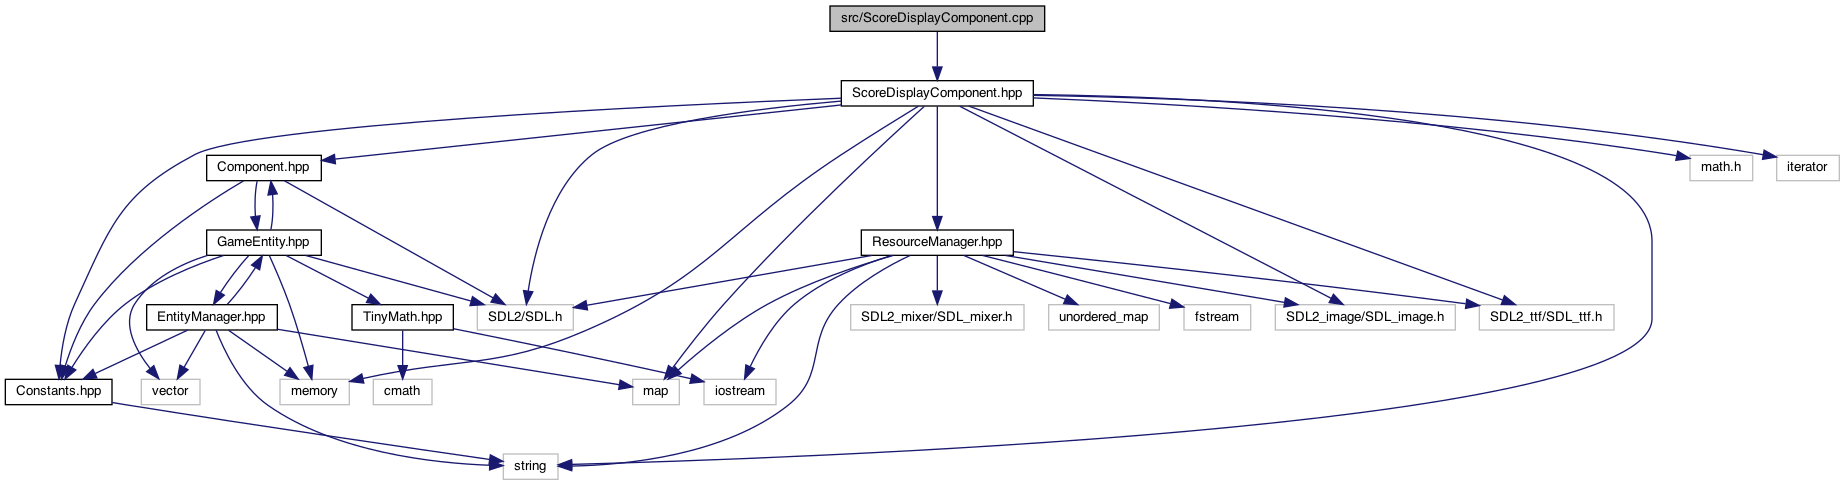 src/ScoreDisplayComponent.cpp
ScoreDisplayComponent.hpp
Component.hpp
math.h
iterator
GameEntity.hpp
ResourceManager.hpp
EntityManager.hpp
TinyMath.hpp
SDL2/SDL.h
SDL2_mixer/SDL_mixer.h
unordered_map
fstream
SDL2_image/SDL_image.h
SDL2_ttf/SDL_ttf.h
Constants.hpp
vector
memory
cmath
map
iostream
string